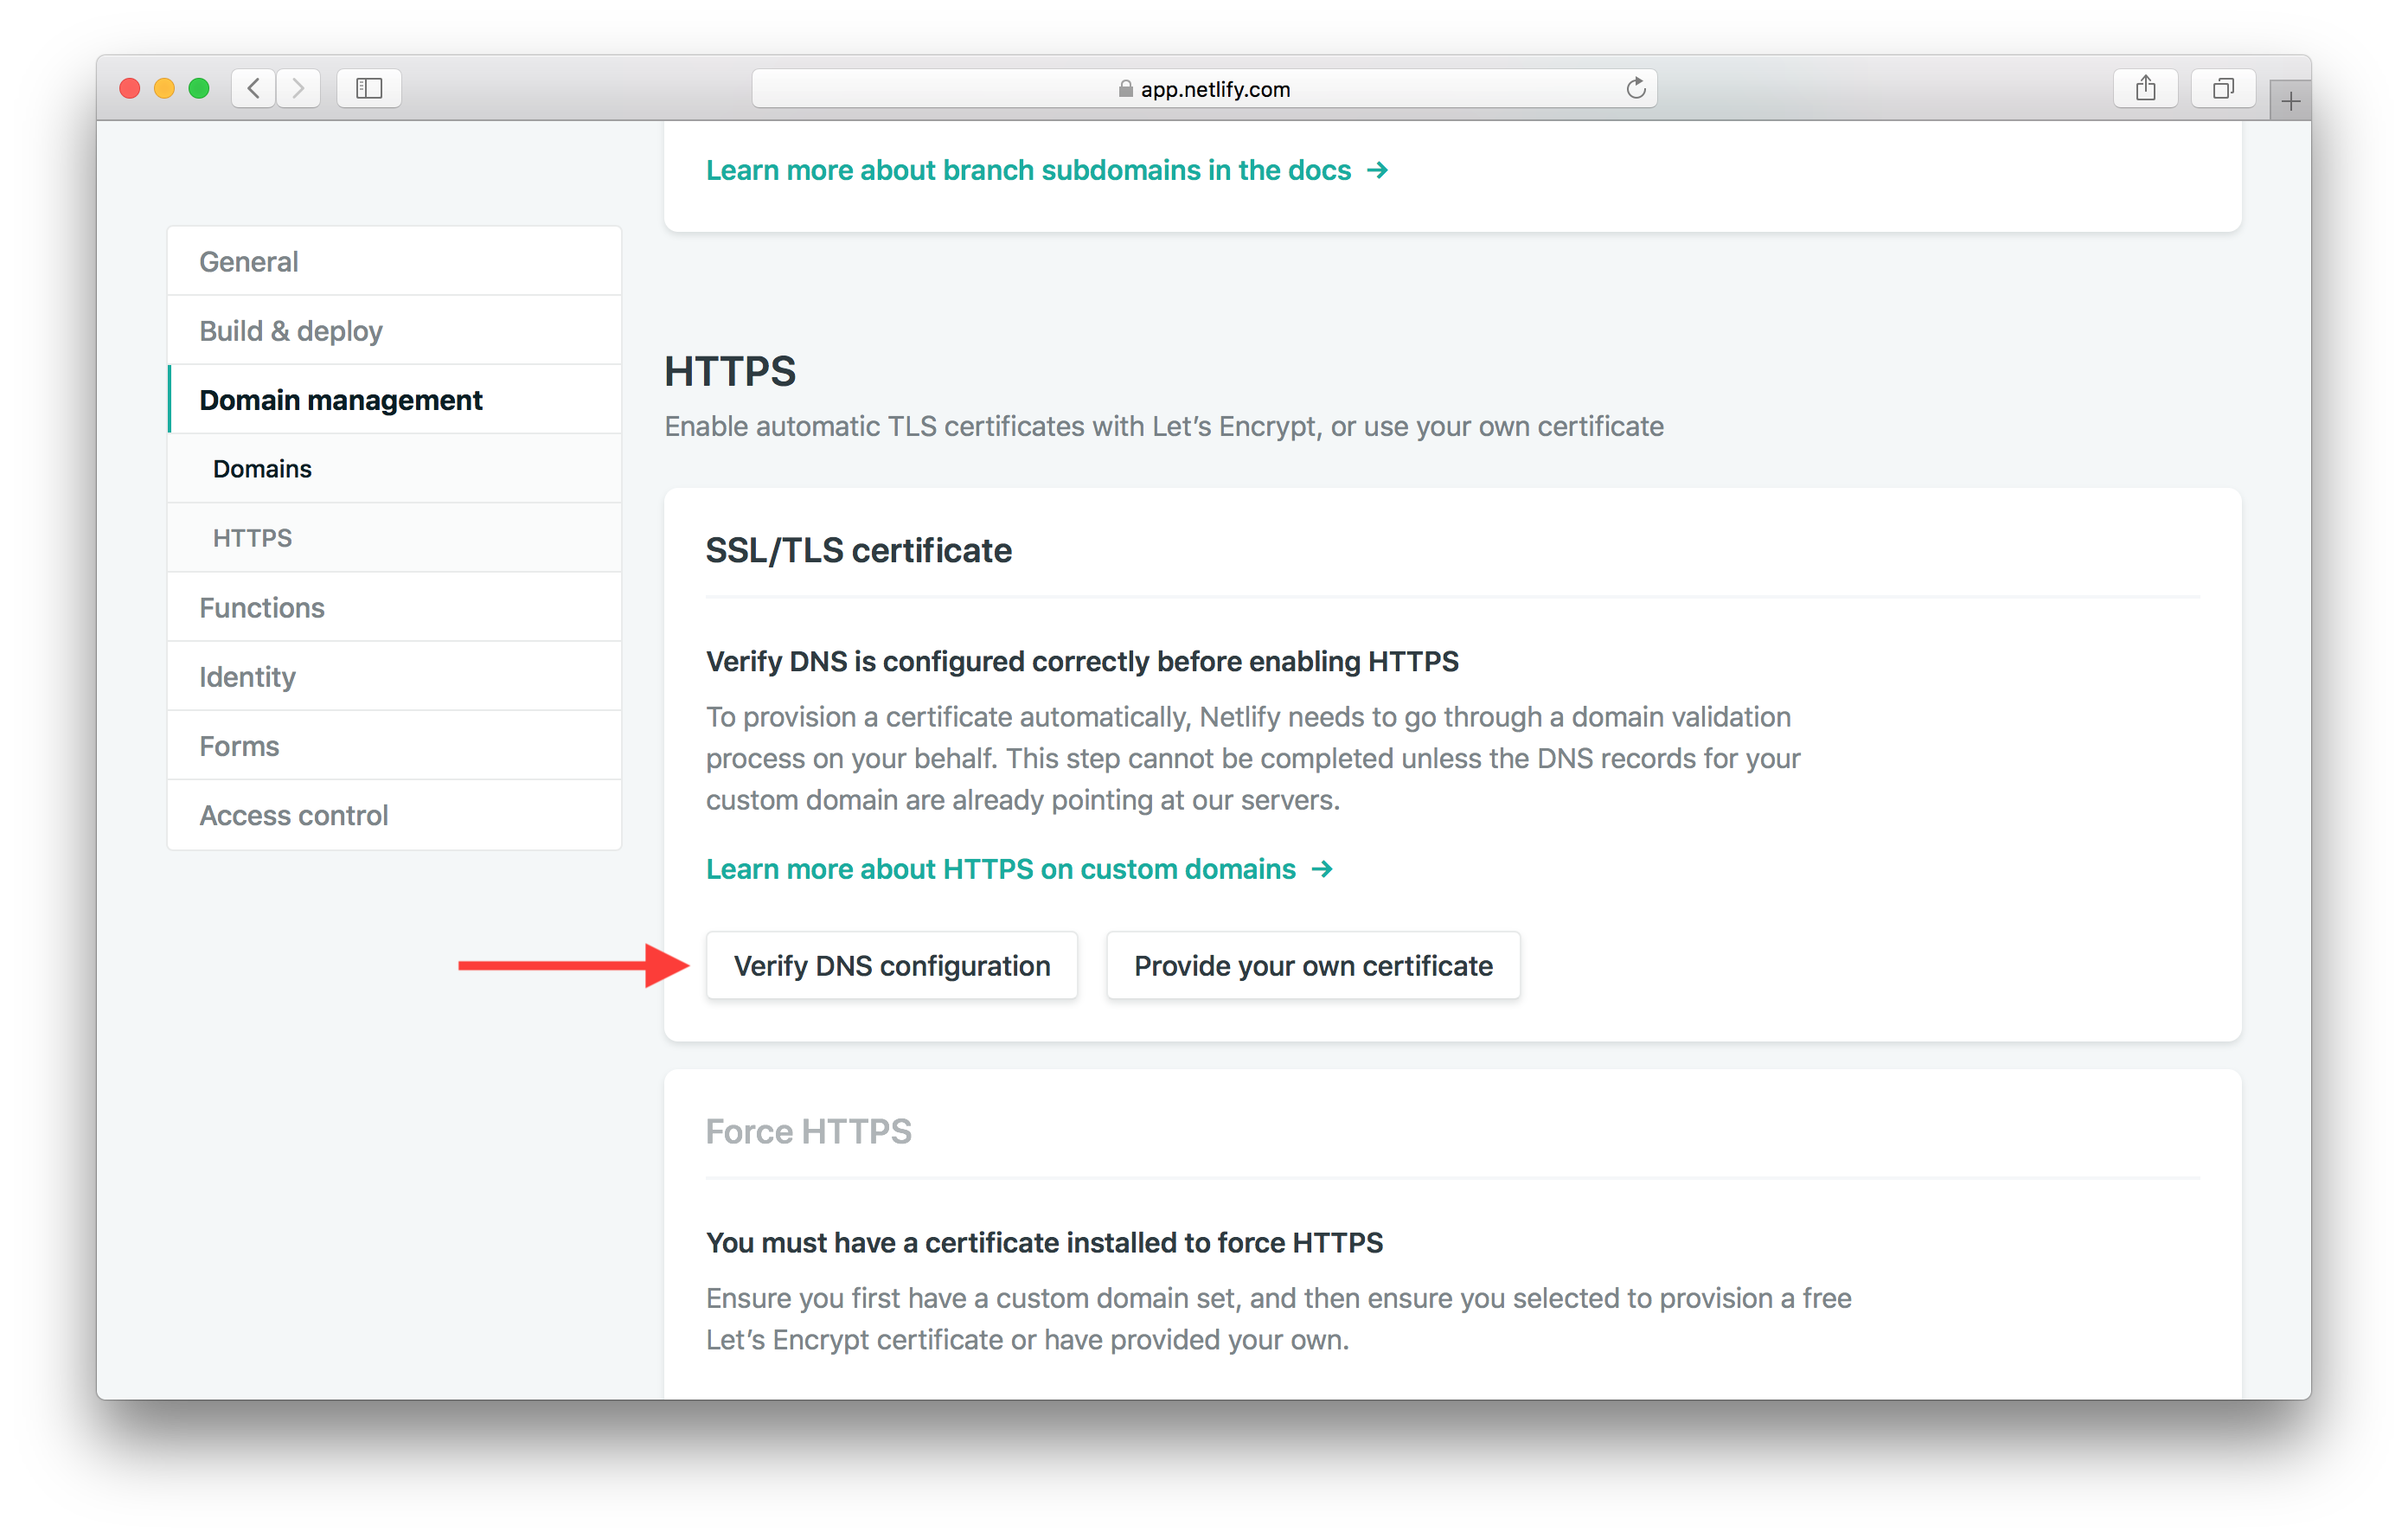 app.netlify.com
Learn more about branch subdomains in the docs →
General
Build & deploy
Domain management
Domains
HTTPS
Functions
Identity
Forms
Access control
HTTPS
Enable automatic TLS certificates with Let’s Encrypt, or use your own certificate
SSL/TLS certificate
Verify DNS is configured correctly before enabling HTTPS
To provision a certificate automatically, Netlify needs to go through a domain validation
process on your behalf. This step cannot be completed unless the DNS records for your
custom domain are already pointing at our servers.
Learn more about HTTPS on custom domains →
Verify DNS configuration
Provide your own certificate
Force HTTPS
You must have a certificate installed to force HTTPS
Ensure you first have a custom domain set, and then ensure you selected to provision a free
Let’s Encrypt certificate or have provided your own.